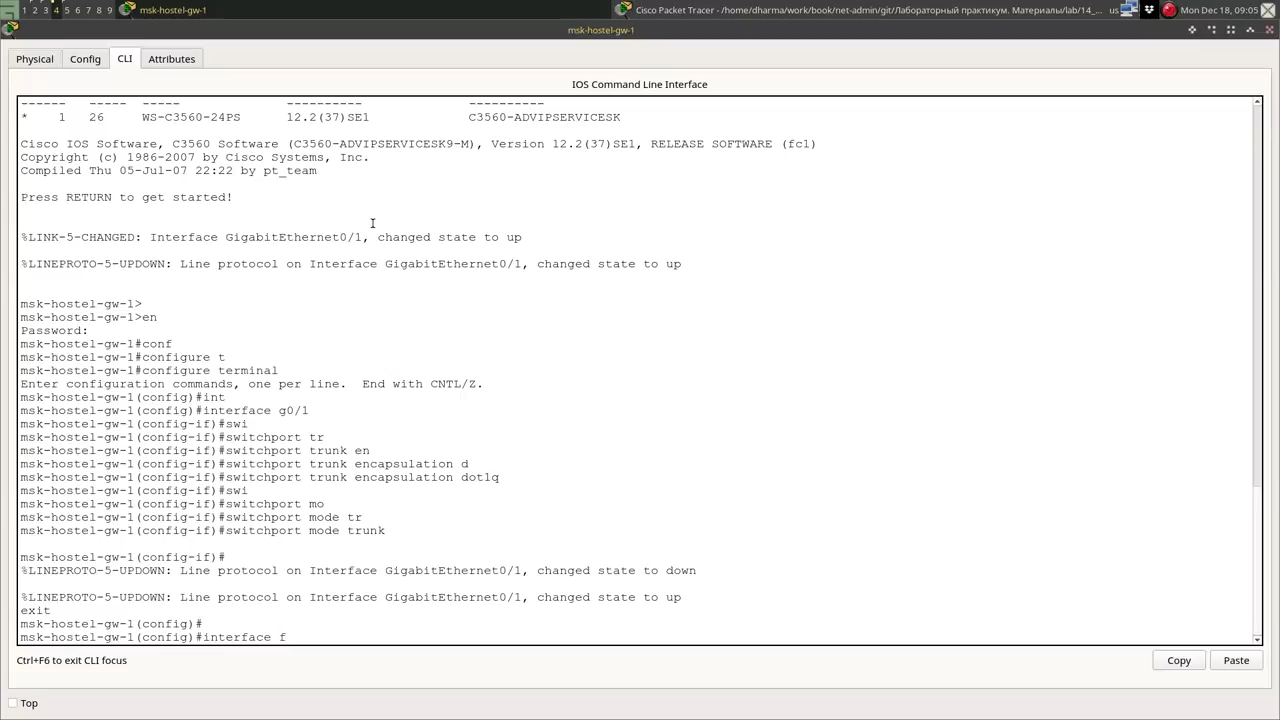 1 2 3 4 5 6 7 8 9 msk-hostel-gw-1 Cisco Packet Tracer - /home/dharma/work/book/net-admin/git/Лабораторный практикум. Материалы/lab/14_... us Mon Dec 18, 09:05
msk-hostel-gw-1
Physical Config CLI Attributes
IOS Command Line Interface
------ ----- ----- ---------- ----------
* 1 26 WS-C3560-24PS 12.2(37)SE1 C3560-ADVIPSERVICESK
Cisco IOS Software, C3560 Software (C3560-ADVIPSERVICESK9-M), Version 12.2(37)SE1, RELEASE SOFTWARE (fc1)
Copyright (c) 1986-2007 by Cisco Systems, Inc.
Compiled Thu 05-Jul-07 22:22 by pt_team
Press RETURN to get started!
%LINK-5-CHANGED: Interface GigabitEthernet0/1, changed state to up
%LINEPROTO-5-UPDOWN: Line protocol on Interface GigabitEthernet0/1, changed state to up
msk-hostel-gw-1>
msk-hostel-gw-1>en
Password:
msk-hostel-gw-1#conf
msk-hostel-gw-1#configure t
msk-hostel-gw-1#configure terminal
Enter configuration commands, one per line. End with CNTL/Z.
msk-hostel-gw-1(config)#int
msk-hostel-gw-1(config)#interface g0/1
msk-hostel-gw-1(config-if)#swi
msk-hostel-gw-1(config-if)#switchport tr
msk-hostel-gw-1(config-if)#switchport trunk en
msk-hostel-gw-1(config-if)#switchport trunk encapsulation d
msk-hostel-gw-1(config-if)#switchport trunk encapsulation dot1q
msk-hostel-gw-1(config-if)#swi
msk-hostel-gw-1(config-if)#switchport mo
msk-hostel-gw-1(config-if)#switchport mode tr
msk-hostel-gw-1(config-if)#switchport mode trunk
msk-hostel-gw-1(config-if)#
%LINEPROTO-5-UPDOWN: Line protocol on Interface GigabitEthernet0/1, changed state to down
%LINEPROTO-5-UPDOWN: Line protocol on Interface GigabitEthernet0/1, changed state to up
exit
msk-hostel-gw-1(config)#
msk-hostel-gw-1(config)#interface f
Ctrl+F6 to exit CLI focus Copy Paste
Top